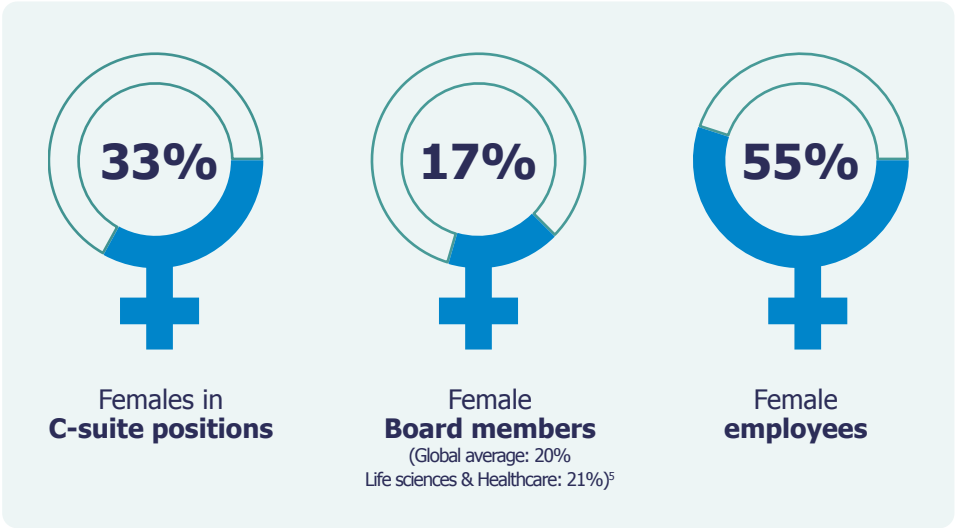 33%
17%
55%
Females in
C-suite positions
Female
Board members
(Global average: 20%
Life sciences & Healthcare: 21%)⁵
Female
employees